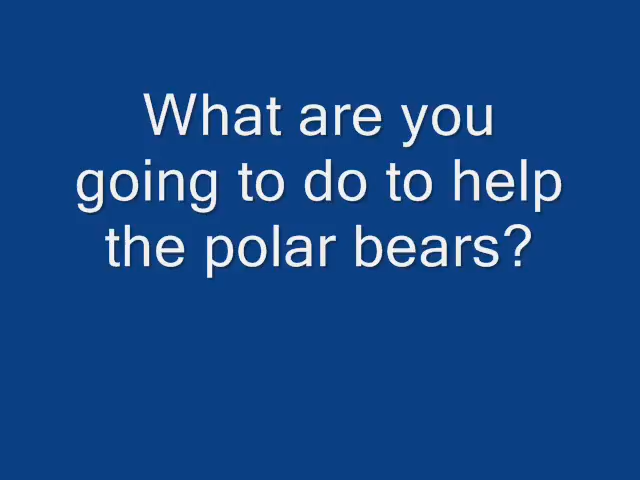 What are you
going to do to help
the polar bears?